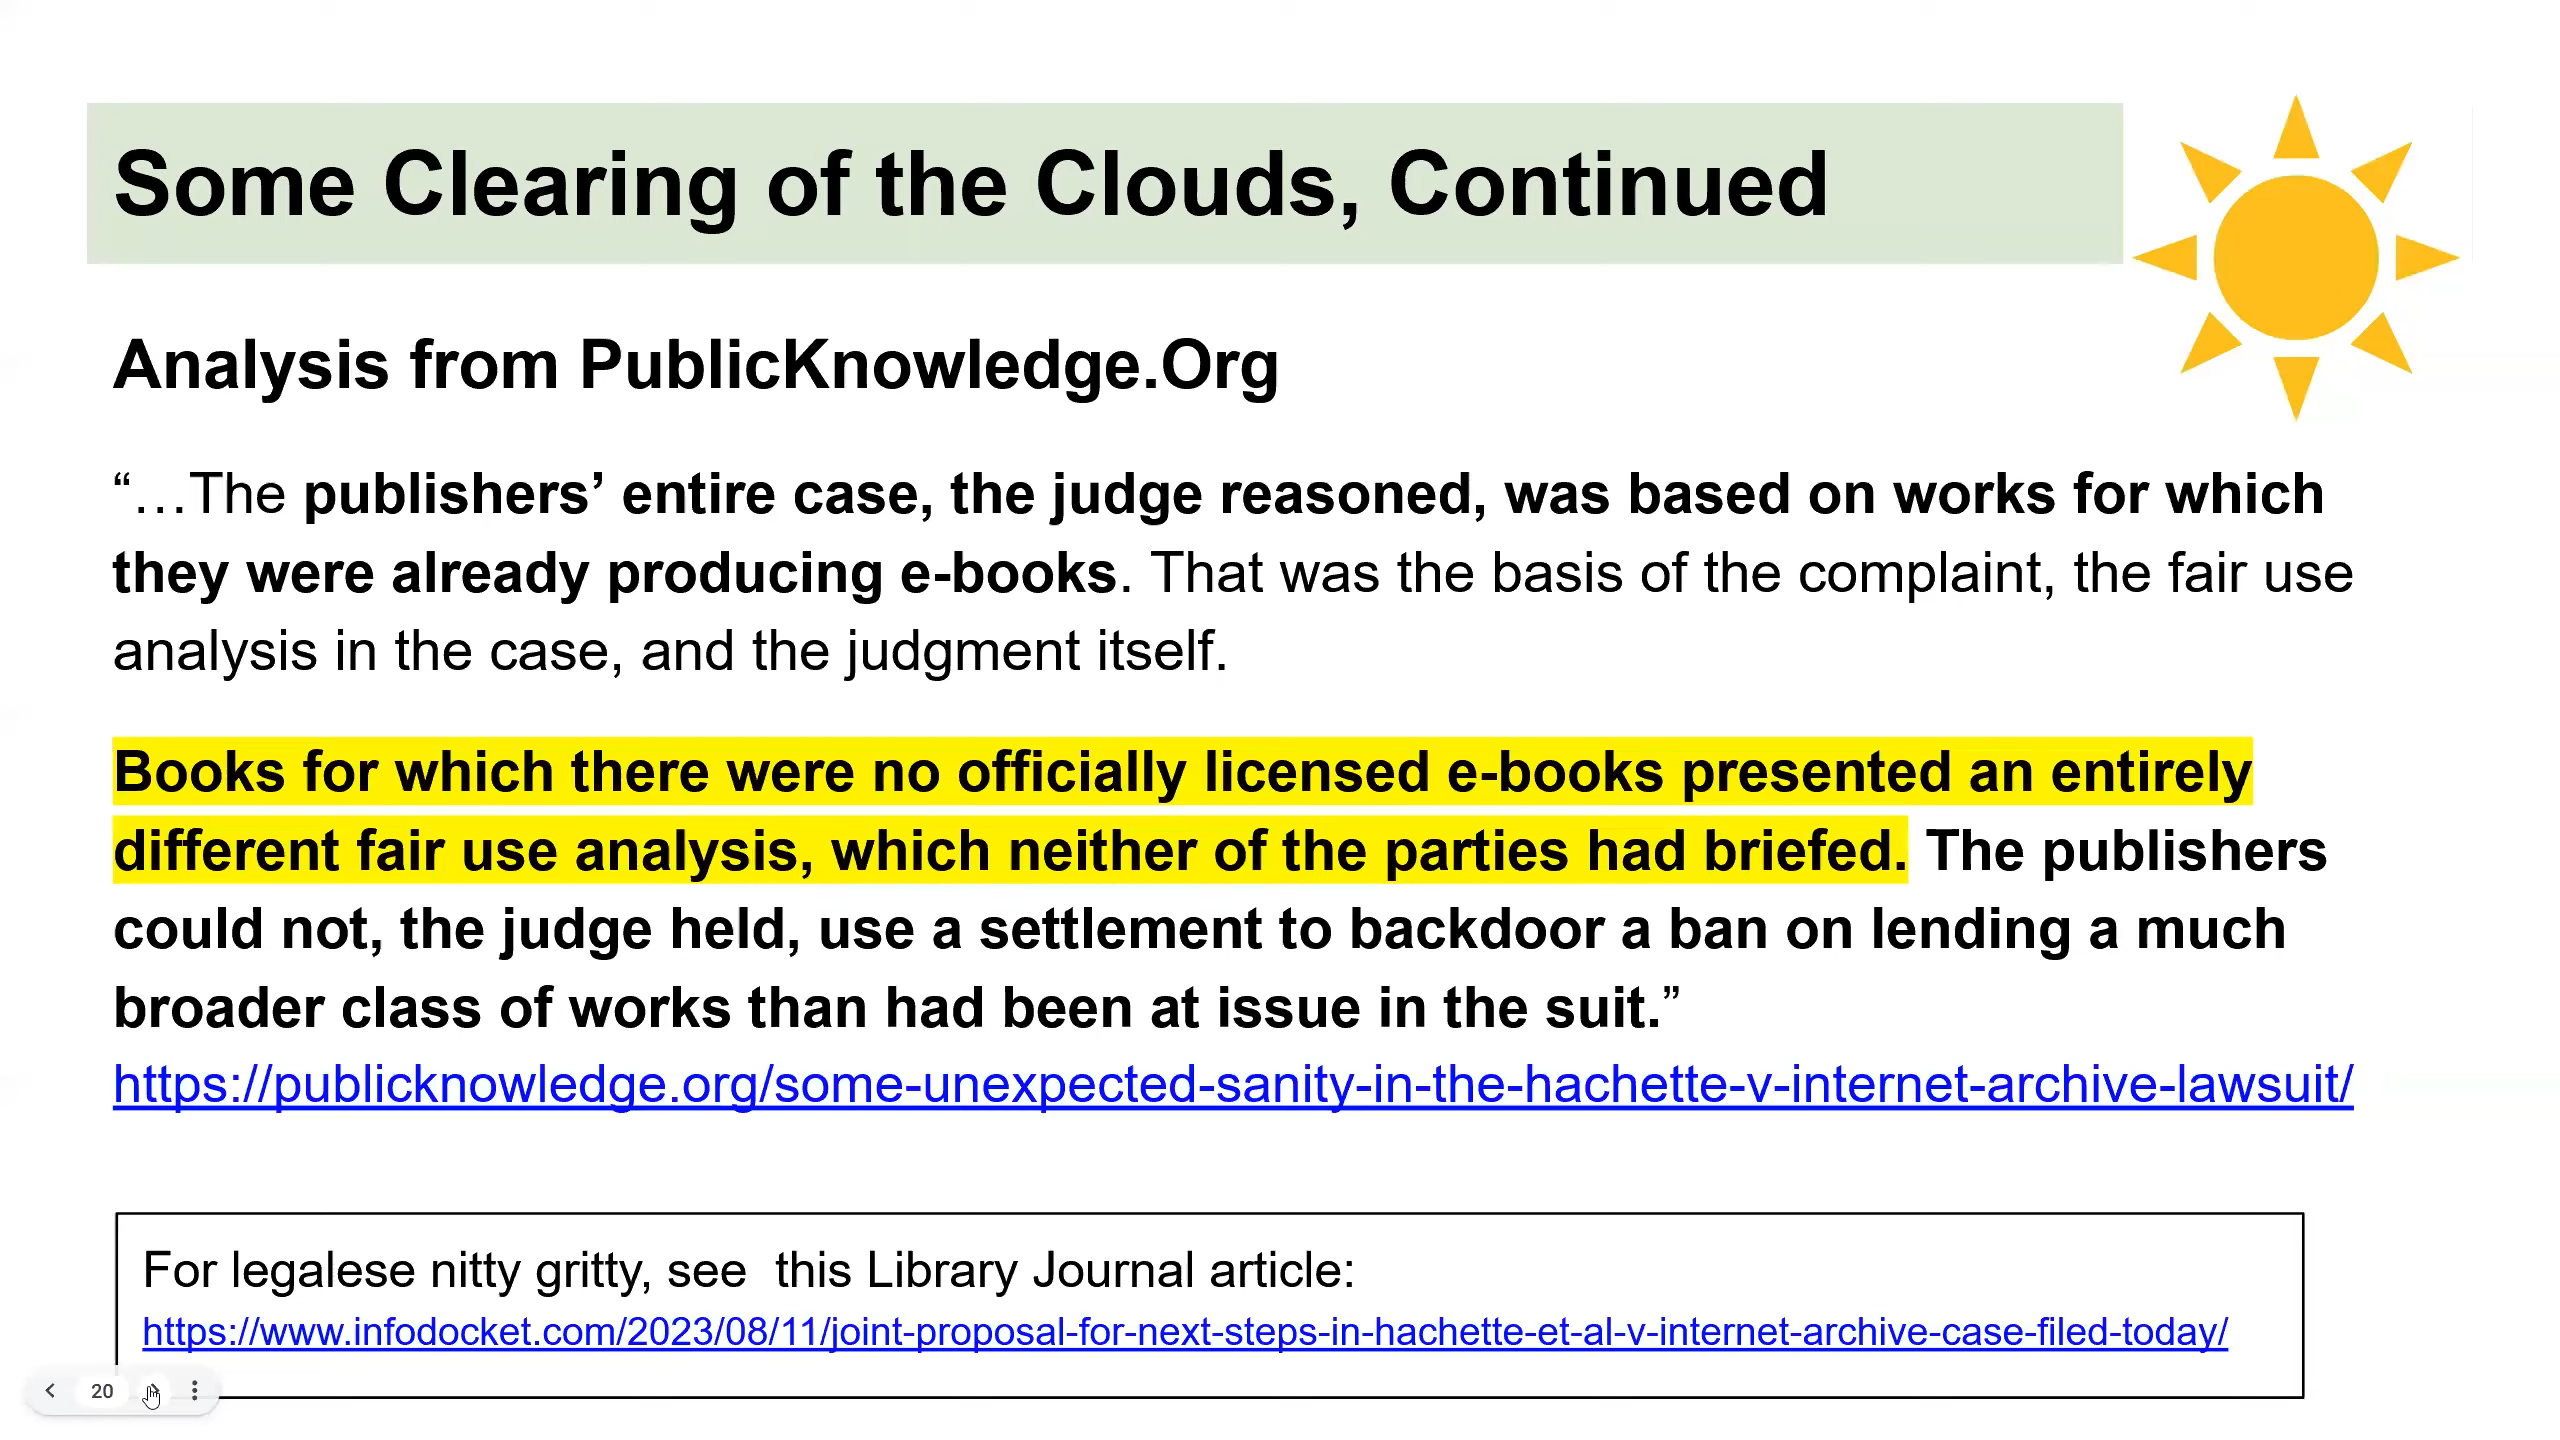 Some Clearing of the Clouds, Continued
Analysis from PublicKnowledge.Org
“…The publishers’ entire case, the judge reasoned, was based on works for which
they were already producing e-books. That was the basis of the complaint, the fair use
analysis in the case, and the judgment itself.
Books for which there were no officially licensed e-books presented an entirely
different fair use analysis, which neither of the parties had briefed. The publishers
could not, the judge held, use a settlement to backdoor a ban on lending a much
broader class of works than had been at issue in the suit.”
https://publicknowledge.org/some-unexpected-sanity-in-the-hachette-v-internet-archive-lawsuit/
For legalese nitty gritty, see  this Library Journal article:
https://www.infodocket.com/2023/08/11/joint-proposal-for-next-steps-in-hachette-et-al-v-internet-archive-case-filed-today/
20